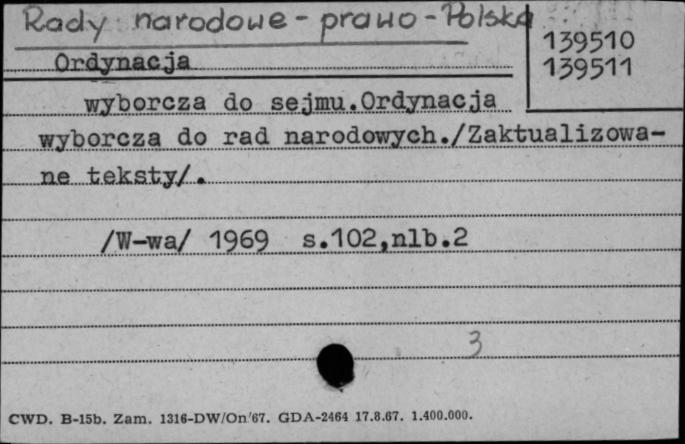 Rady narodowe - prawo - Polska
139510
139511
Ordynacja
wyborcza do sejmu.Ordynacja
wyborcza do rad narodowych./Zaktualizowa-
ne teksty/.
/W-wa/ 1969 s.102,nlb.2
3
CWD. B-15b. Zam. 1316-DW/On/67. GDA-2464 17.8.67. 1.400.000.